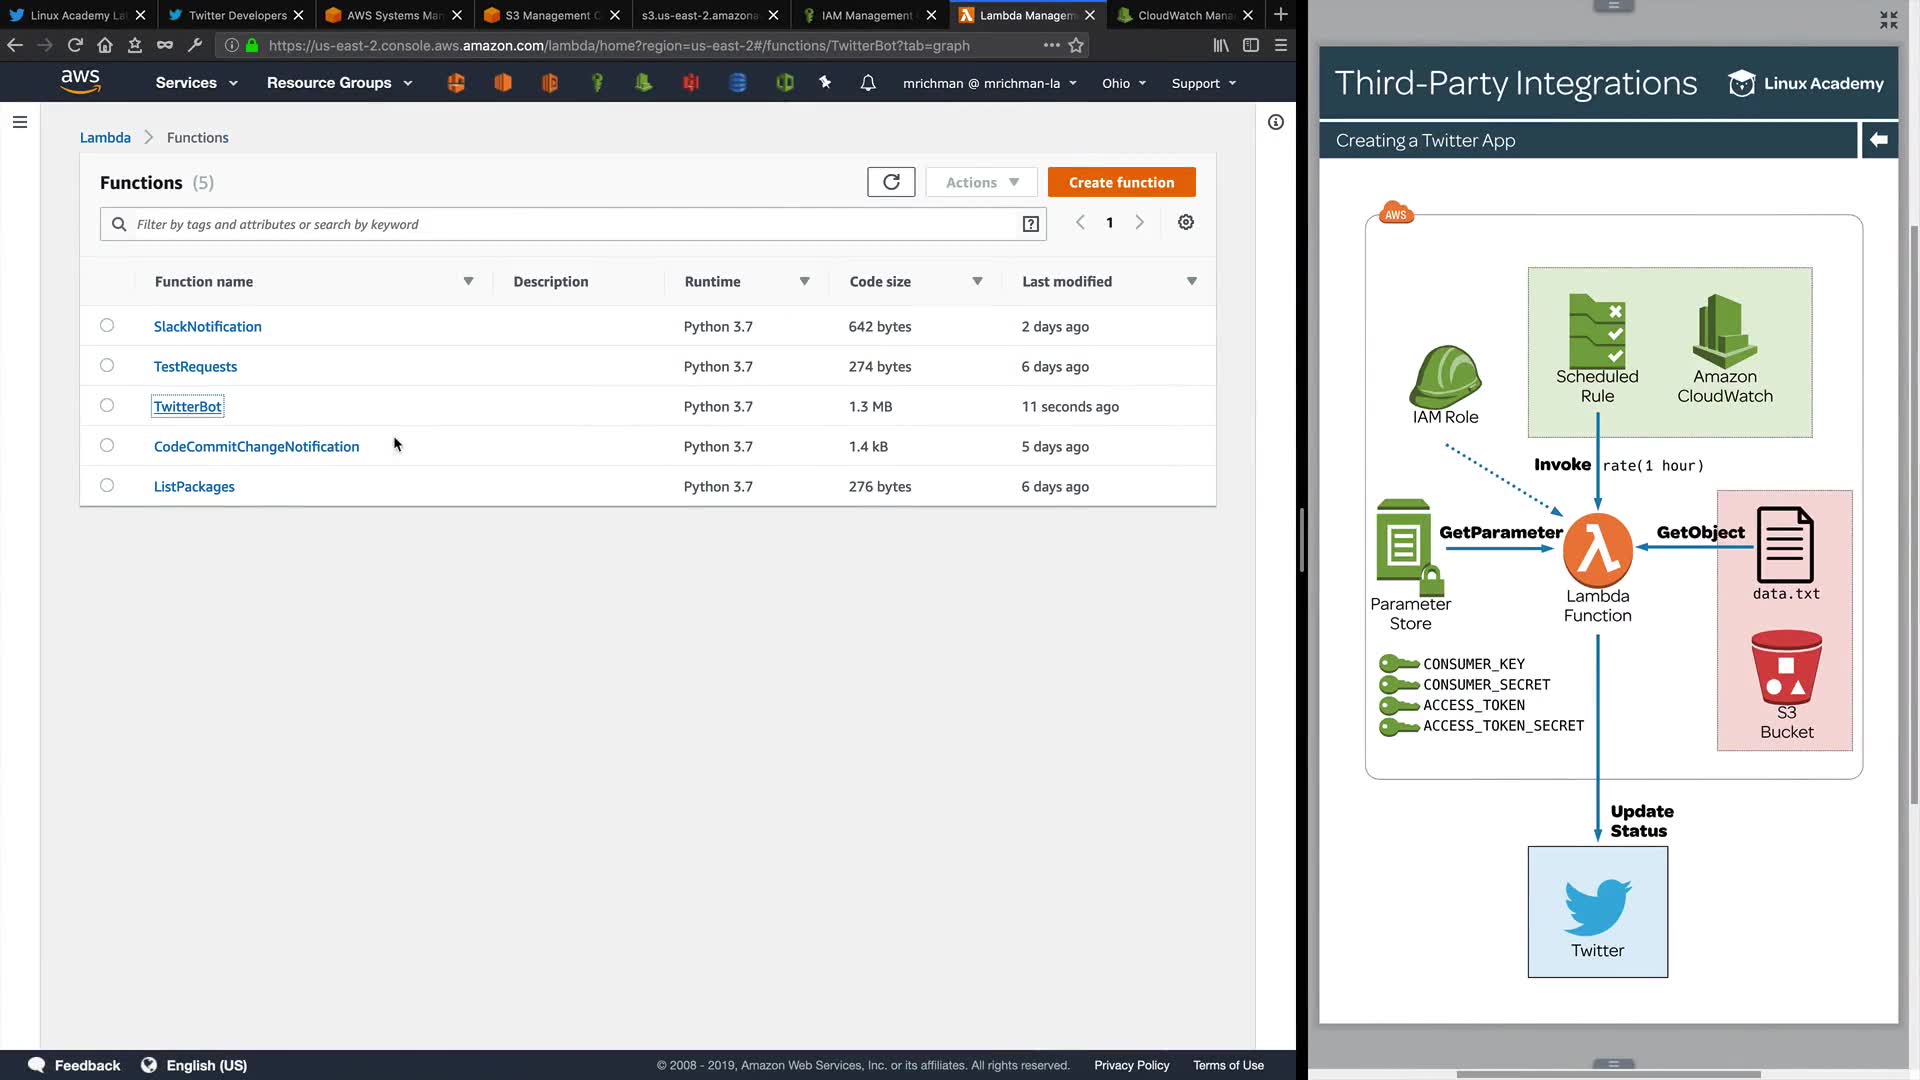 Linux Academy La
Twitter Developers
AWS Systems Man
S3 Management C
s3.us-east-2.amazona
IAM Management
Lambda Managem
CloudWatch Mana
https://us-east-2.console.aws.amazon.com/lambda/home?region=us-east-2#/functions/TwitterBot?tab=graph
aws
Services
Resource Groups
mrichman @ mrichman-la
Ohio
Support
Lambda
Functions
Functions (5)
Actions
Create function
Filter by tags and attributes or search by keyword
1
Function name Description Runtime Code size Last modified
SlackNotification Python 3.7 642 bytes 2 days ago
TestRequests Python 3.7 274 bytes 6 days ago
TwitterBot Python 3.7 1.3 MB 11 seconds ago
CodeCommitChangeNotification Python 3.7 1.4 kB 5 days ago
ListPackages Python 3.7 276 bytes 6 days ago
Feedback
English (US)
© 2008 - 2019, Amazon Web Services, Inc. or its affiliates. All rights reserved.
Privacy Policy
Terms of Use
Third-Party Integrations
Linux Academy
Creating a Twitter App
AWS
Scheduled
Rule
Amazon
CloudWatch
IAM Role
Invoke rate(1 hour)
GetParameter
GetObject
data.txt
Parameter
Store
Lambda
Function
CONSUMER_KEY
CONSUMER_SECRET
ACCESS_TOKEN
ACCESS_TOKEN_SECRET
S3
Bucket
Update
Status
Twitter